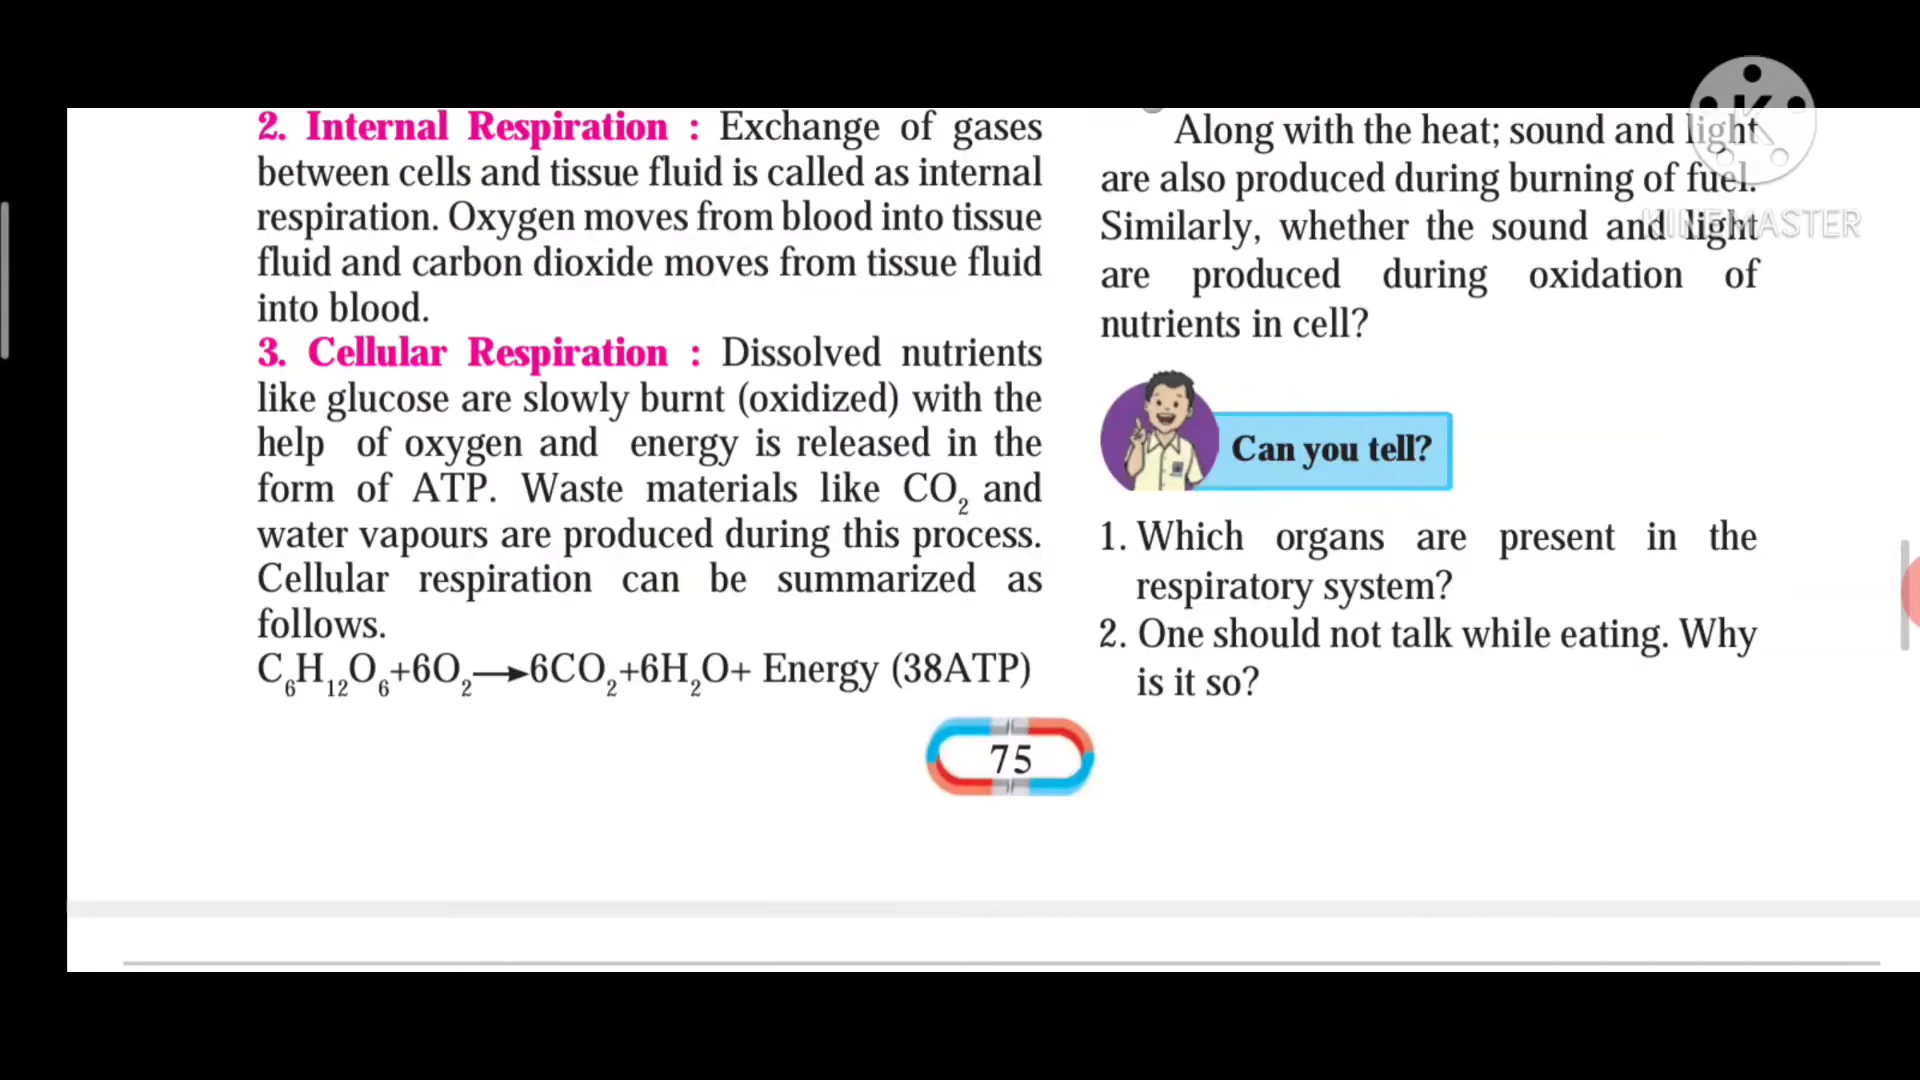 2. Internal Respiration : Exchange of gases
between cells and tissue fluid is called as internal
respiration. Oxygen moves from blood into tissue
fluid and carbon dioxide moves from tissue fluid
into blood.
3. Cellular Respiration : Dissolved nutrients
like glucose are slowly burnt (oxidized) with the
help of oxygen and energy is released in the
form of ATP. Waste materials like CO₂ and
water vapours are produced during this process.
Cellular respiration can be summarized as
follows.
C₆H₁₂O₆+6O₂→6CO₂+6H₂O+ Energy (38ATP)
Along with the heat; sound and light
are also produced during burning of fuel.
Similarly, whether the sound and light
are produced during oxidation of
nutrients in cell?
Can you tell?
1. Which organs are present in the
respiratory system?
2. One should not talk while eating. Why
is it so?
75
K
KINEMASTER